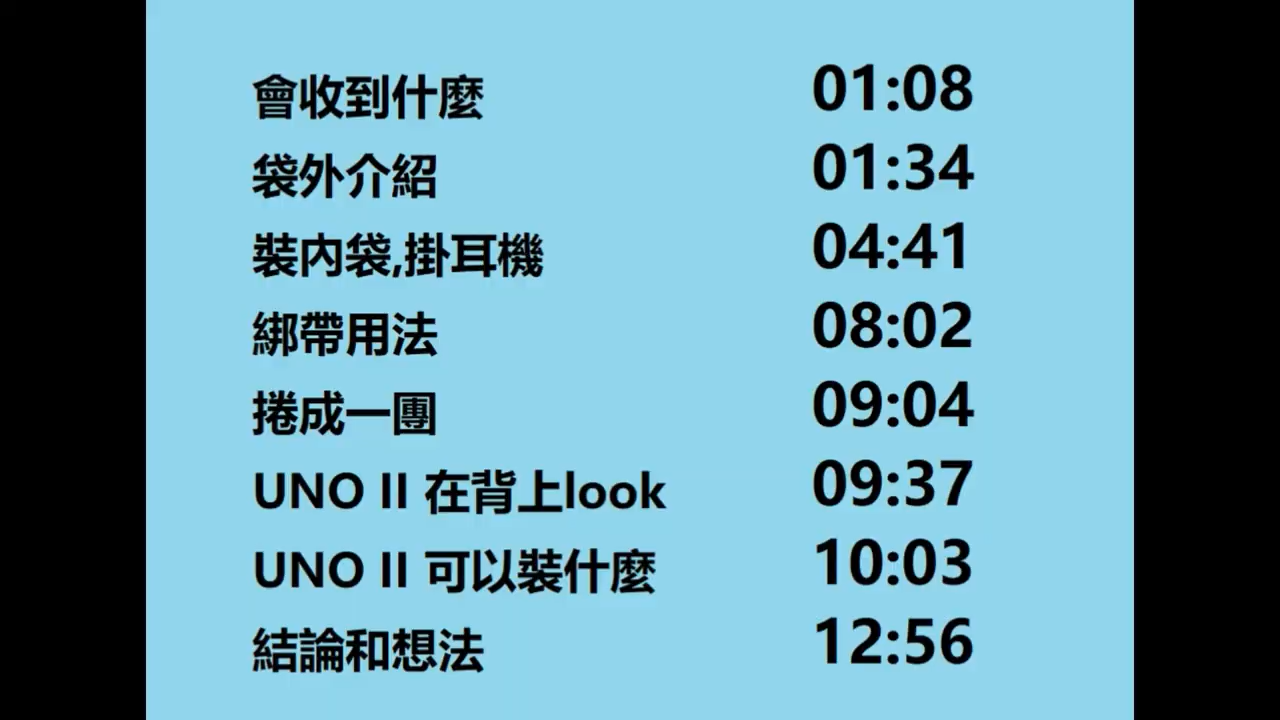 會收到什麼 01:08
袋外介紹 01:34
裝內袋,掛耳機 04:41
綁帶用法 08:02
捲成一團 09:04
UNO II 在背上look 09:37
UNO II 可以裝什麼 10:03
結論和想法 12:56